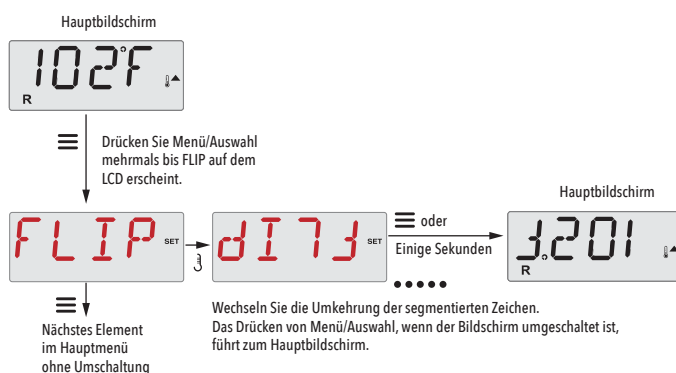 Hauptbildschirm
102°F
R
Drücken Sie Menü/Auswahl
mehrmals bis FLIP auf dem
LCD erscheint.
Hauptbildschirm
FLIP SET
dI7J SET
oder
Einige Sekunden
J.201
R
Wechseln Sie die Umkehrung der segmentierten Zeichen.
Das Drücken von Menü/Auswahl, wenn der Bildschirm umgeschaltet ist,
führt zum Hauptbildschirm.
Nächstes Element
im Hauptmenü
ohne Umschaltung